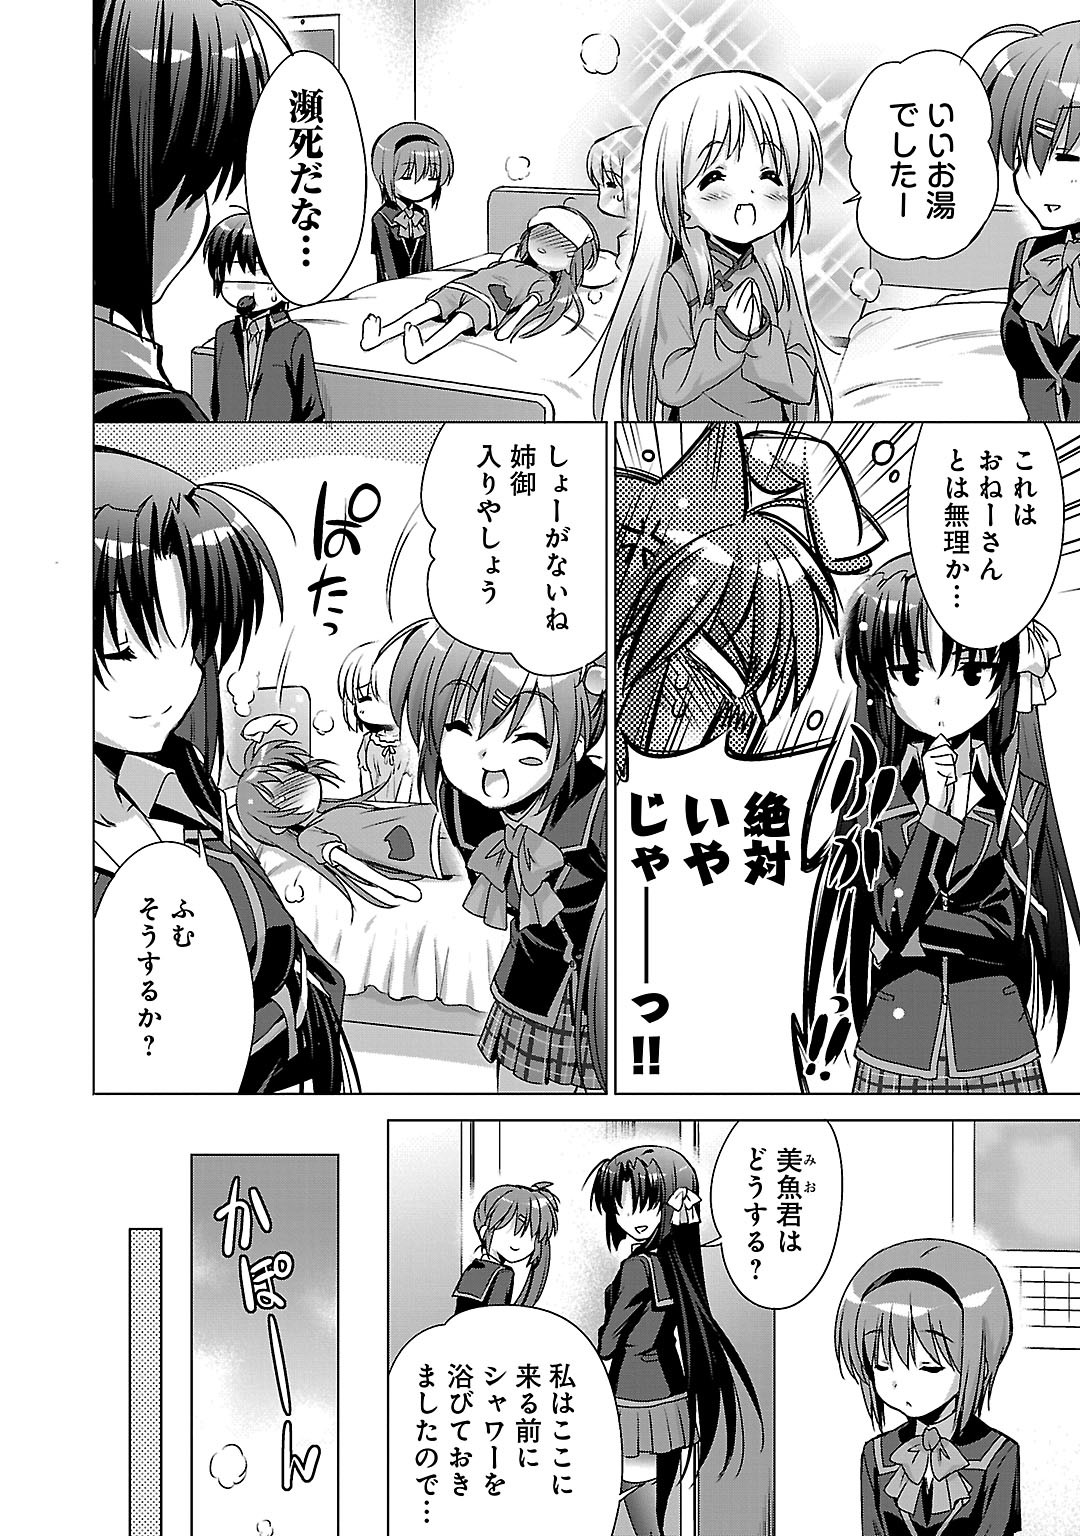 いいお湯
でしたー
瀕死だな…
これは
おねーさん
とは無理か…
絶対
いや
じゃーーーっ!!
しょーがないね
姉御
入りやしょう
ぱたっ
ふむ
そうするか？
美魚君は
みお
どうする？
私はここに
来る前に
シャワーを
浴びておき
ましたので…
かぽーーん